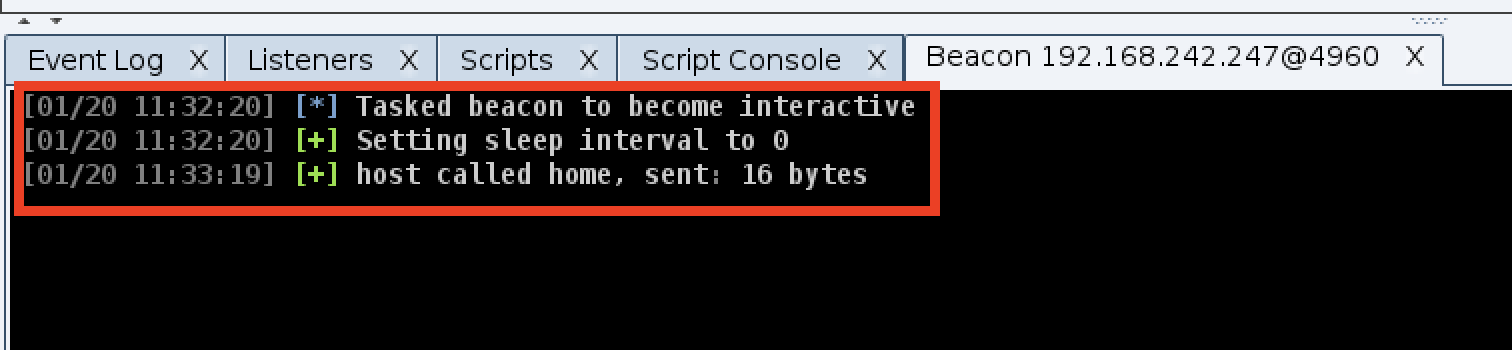 Event Log X Listeners X Scripts X Script Console X Beacon 192.168.242.247@4960 X
[01/20 11:32:20] [*] Tasked beacon to become interactive
[01/20 11:32:20] [+] Setting sleep interval to 0
[01/20 11:33:19] [+] host called home, sent: 16 bytes